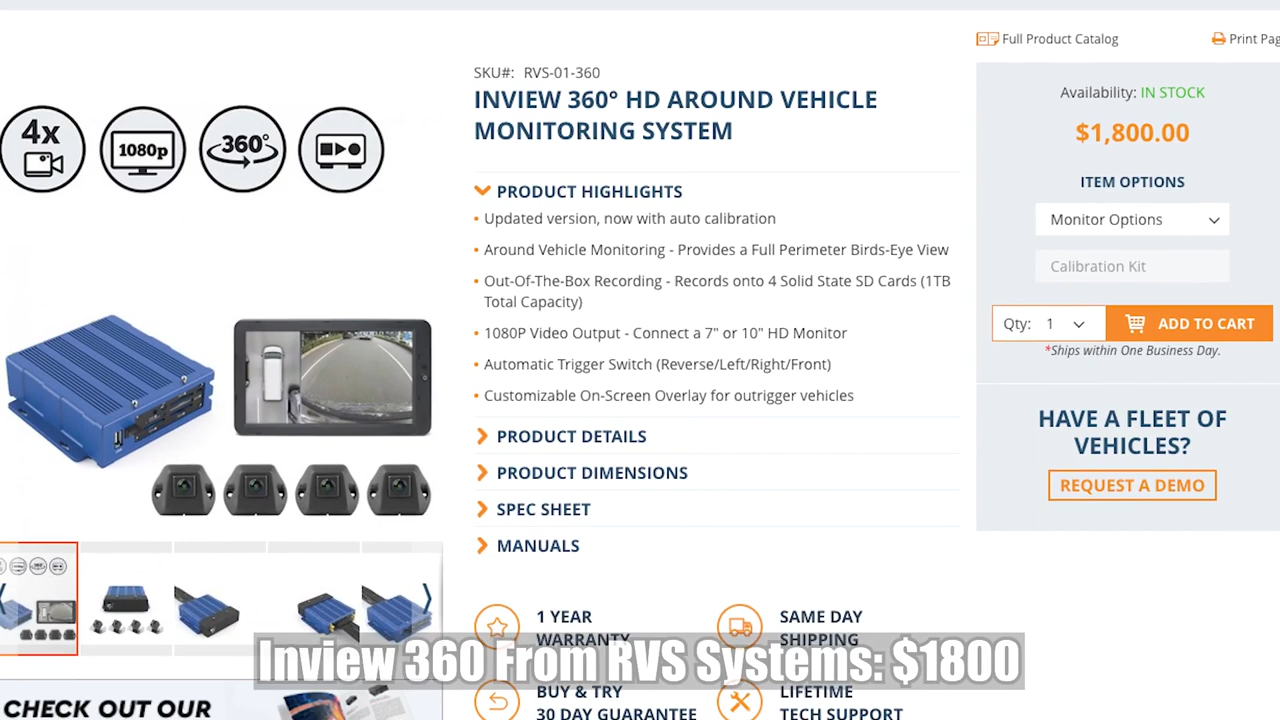 Full Product Catalog
Print Pag
SKU#: RVS-01-360
INVIEW 360° HD AROUND VEHICLE
MONITORING SYSTEM
4x
1080p
360°
PRODUCT HIGHLIGHTS
Updated version, now with auto calibration
Around Vehicle Monitoring - Provides a Full Perimeter Birds-Eye View
Out-Of-The-Box Recording - Records onto 4 Solid State SD Cards (1TB
Total Capacity)
1080P Video Output - Connect a 7" or 10" HD Monitor
Automatic Trigger Switch (Reverse/Left/Right/Front)
Customizable On-Screen Overlay for outrigger vehicles
PRODUCT DETAILS
PRODUCT DIMENSIONS
SPEC SHEET
MANUALS
Availability: IN STOCK
$1,800.00
ITEM OPTIONS
Monitor Options
Calibration Kit
Qty: 1
ADD TO CART
*Ships within One Business Day.
HAVE A FLEET OF
VEHICLES?
REQUEST A DEMO
1 YEAR
WARRANTY
SAME DAY
SHIPPING
Inview 360 From RVS Systems: $1800
BUY & TRY
30 DAY GUARANTEE
LIFETIME
TECH SUPPORT
CHECK OUT OUR